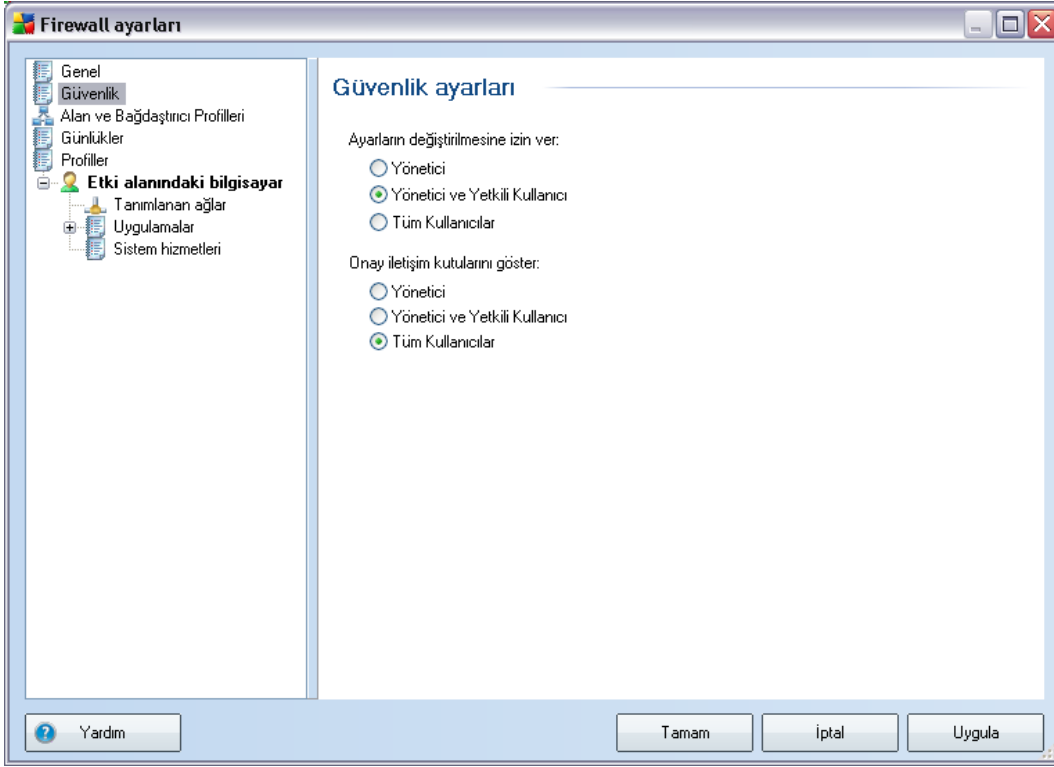 Firewall ayarları
Genel
Güvenlik
Alan ve Bağdaştırıcı Profilleri
Günlükler
Profiller
Etki alanındaki bilgisayar
Tanımlanan ağlar
Uygulamalar
Sistem hizmetleri
Güvenlik ayarları
Ayarların değiştirilmesine izin ver:
Yönetici
Yönetici ve Yetkili Kullanıcı
Tüm Kullanıcılar
Onay iletişim kutularını göster:
Yönetici
Yönetici ve Yetkili Kullanıcı
Tüm Kullanıcılar
Yardım
Tamam
İptal
Uygula